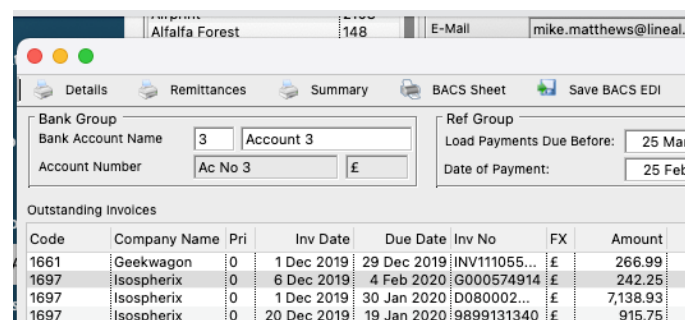 Alfalfa Forest 148 E-Mail mike.matthews@lineal.
Details Remittances Summary BACS Sheet Save BACS EDI
Bank Group Ref Group
Bank Account Name 3 Account 3 Load Payments Due Before: 25 Mar
Account Number Ac No 3 £ Date of Payment: 25 Feb
Outstanding Invoices
Code Company Name Pri Inv Date Due Date Inv No FX Amount
1661 Geekwagon 0 1 Dec 2019 29 Dec 2019 INV111055... £ 266.99
1697 Isospherix 0 6 Dec 2019 4 Feb 2020 G000574914 £ 242.25
1697 Isospherix 0 1 Dec 2019 30 Jan 2020 D080002... £ 7,138.93
1697 Isospherix 0 20 Dec 2019 19 Jan 2020 9899131340 £ 915.75